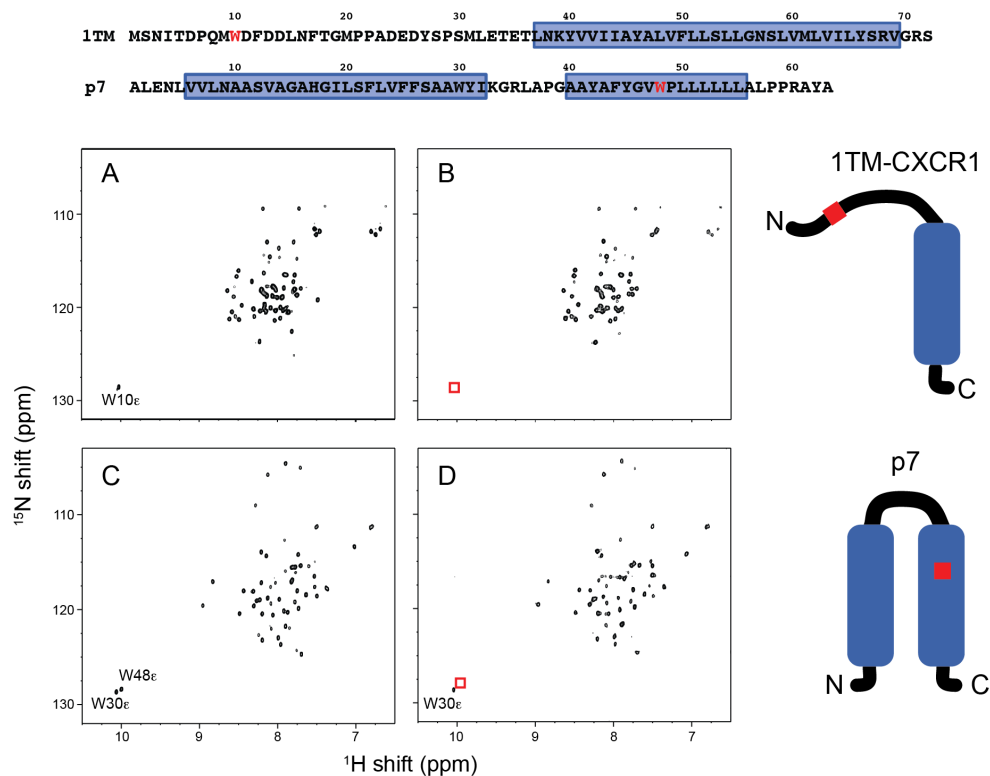 10 20 30 40 50 60 70
1TM MSNITDPQMWDFDDLNFTGMPPADEDYSPSMLETETLNKYVVIIAYALVFLLSLLGNSLVMLVILYSRVGRS
10 20 30 40 50 60
p7 ALENLVVLNAASVAGAHGILSFLVFFSAAWYIKGRLAPGAAYAFYGVWPLLLLLLALPPRAYA
A
110
120
130
W10ε
B
1TM-CXCR1
N
C
C
110
120
130
W48ε
W30ε
10 9 8 7
D
W30ε
10 9 8 7
p7
N C
¹⁵N shift (ppm)
¹H shift (ppm)